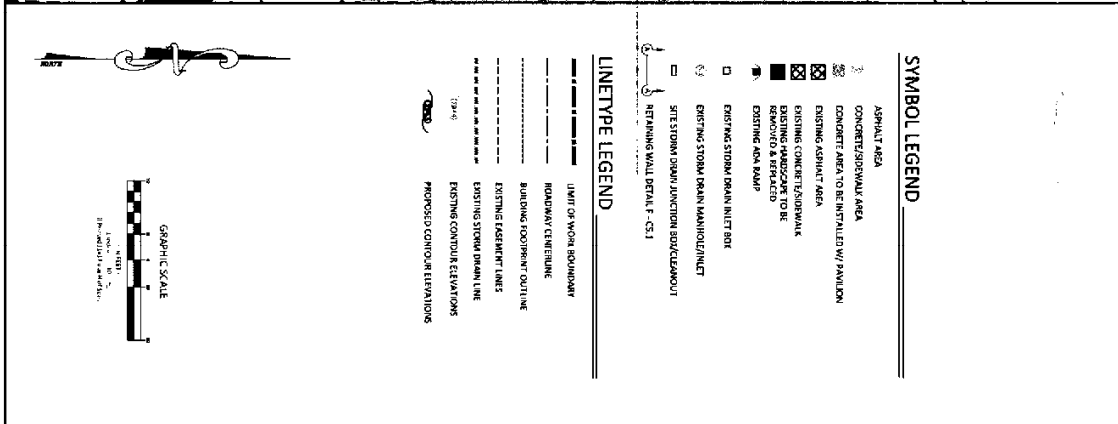 SYMBOL LEGEND
ASPHALT AREA
CONCRETE/SIDEWALK AREA
CONCRETE AREA TO BE INSTALLED W/ PAVILION
EXISTING ASPHALT AREA
EXISTING CONCRETE/SIDEWALK
EXISTING HARDSCAPE TO BE
REMOVED & REPLACED
EXISTING ADA RAMP
EXISTING STORM DRAIN INLET BOX
EXISTING STORM DRAIN MANHOLE/INLET
SITE STORM DRAIN JUNCTION BOX/CLEANOUT
RETAINING WALL DETAIL F-C5.1
LINETYPE LEGEND
LIMIT OF WORK BOUNDARY
ROADWAY CENTERLINE
BUILDING FOOTPRINT OUTLINE
EXISTING EASEMENT LINES
EXISTING STORM DRAIN LINE
EXISTING CONTOUR ELEVATIONS
PROPOSED CONTOUR ELEVATIONS
NORTH
GRAPHIC SCALE